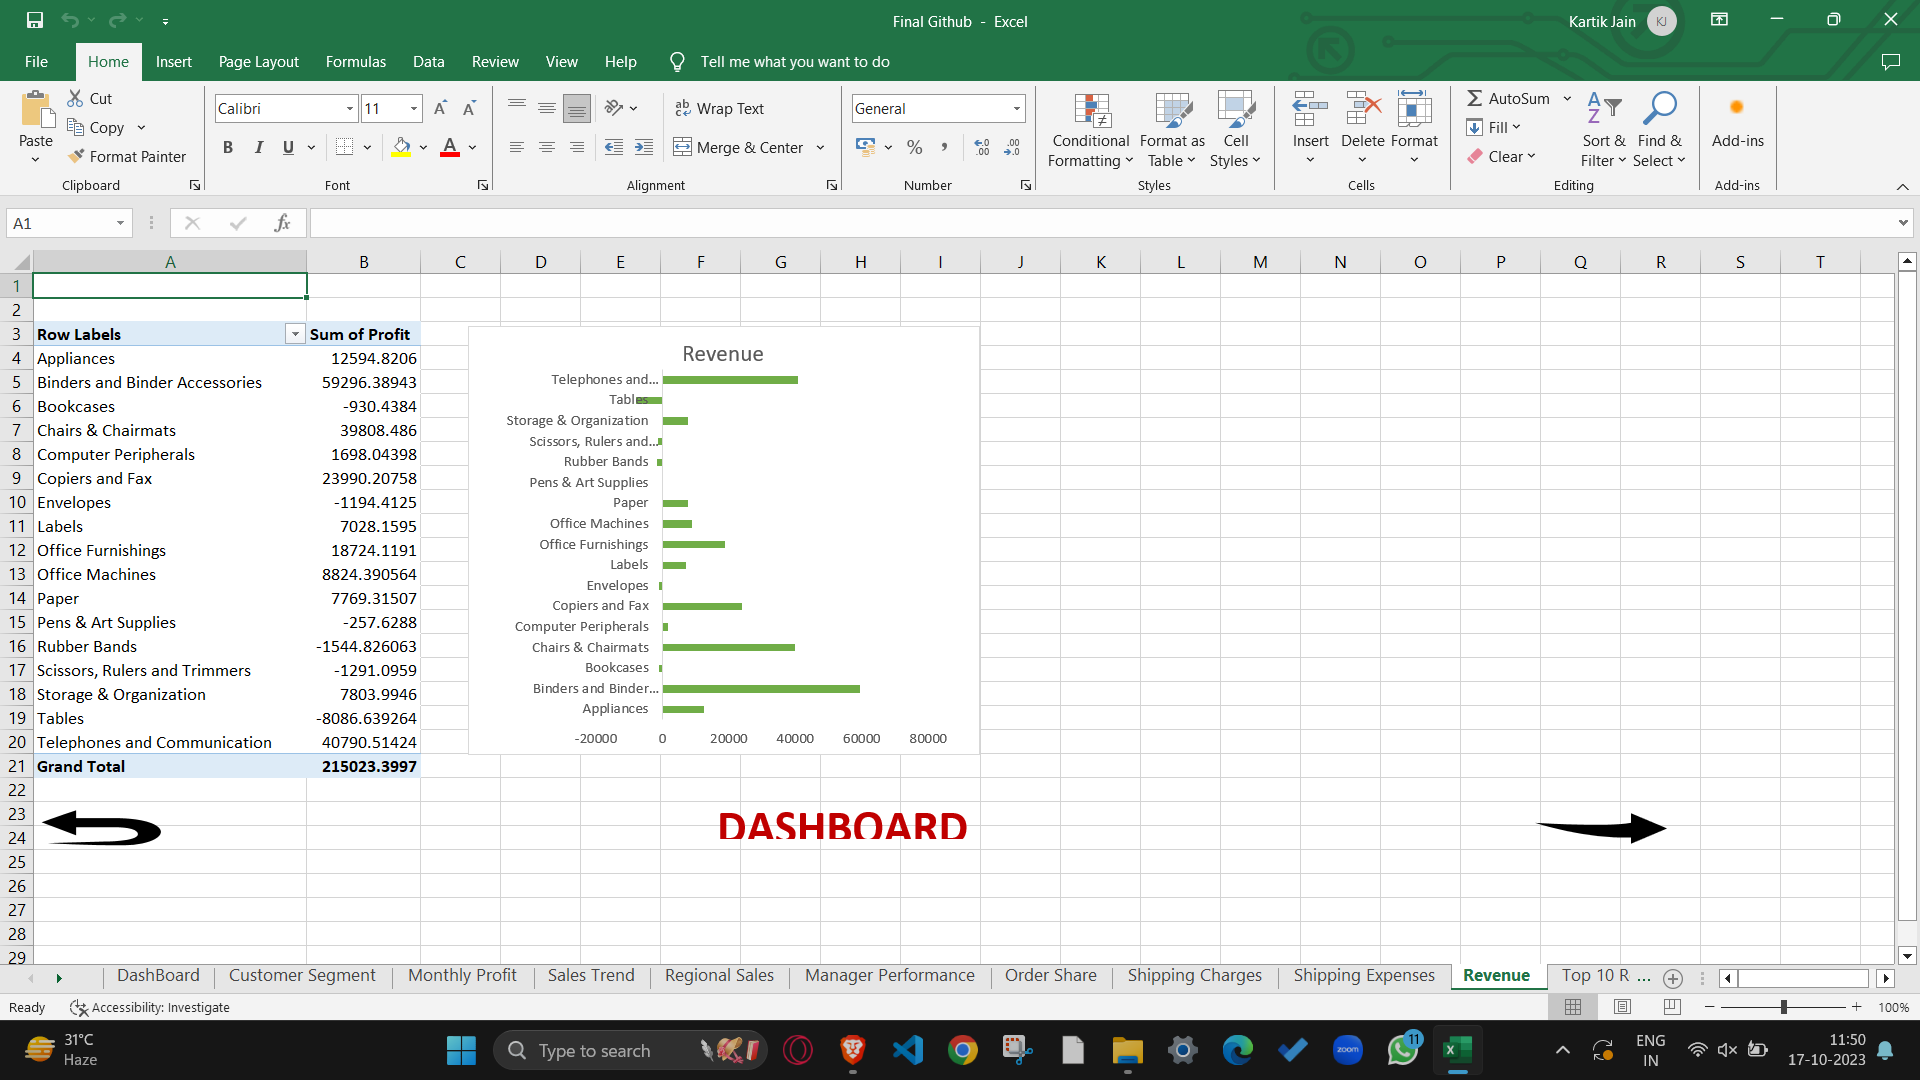 Final Github - Excel
Kartik Jain KJ
File Home Insert Page Layout Formulas Data Review View Help Tell me what you want to do
Paste
Cut
Copy
Format Painter
Clipboard
Calibri 11
B I U
Font
Wrap Text
Merge & Center
Alignment
General
Number
Conditional Formatting
Format as Table
Cell Styles
Styles
Insert
Delete
Format
Cells
AutoSum
Fill
Clear
Sort & Filter
Find & Select
Editing
Add-ins
Add-ins
A1
fx
A B C D E F G H I J K L M N O P Q R S T
1
2
3 Row Labels Sum of Profit
4 Appliances 12594.8206
5 Binders and Binder Accessories 59296.38943
6 Bookcases -930.4384
7 Chairs & Chairmats 39808.486
8 Computer Peripherals 1698.04398
9 Copiers and Fax 23990.20758
10 Envelopes -1194.4125
11 Labels 7028.1595
12 Office Furnishings 18724.1191
13 Office Machines 8824.390564
14 Paper 7769.31507
15 Pens & Art Supplies -257.6288
16 Rubber Bands -1544.826063
17 Scissors, Rulers and Trimmers -1291.0959
18 Storage & Organization 7803.9946
19 Tables -8086.639264
20 Telephones and Communication 40790.51424
21 Grand Total 215023.3997
22
23
24
25
26
27
28
29
Revenue
Telephones and...
Tables
Storage & Organization
Scissors, Rulers and...
Rubber Bands
Pens & Art Supplies
Paper
Office Machines
Office Furnishings
Labels
Envelopes
Copiers and Fax
Computer Peripherals
Chairs & Chairmats
Bookcases
Binders and Binder...
Appliances
-20000 0 20000 40000 60000 80000
DASHBOARD
DashBoard Customer Segment Monthly Profit Sales Trend Regional Sales Manager Performance Order Share Shipping Charges Shipping Expenses Revenue Top 10 R ...
Ready Accessibility: Investigate 100%
31°C
Haze
Type to search
zoom
11
ENG
IN
11:50
17-10-2023